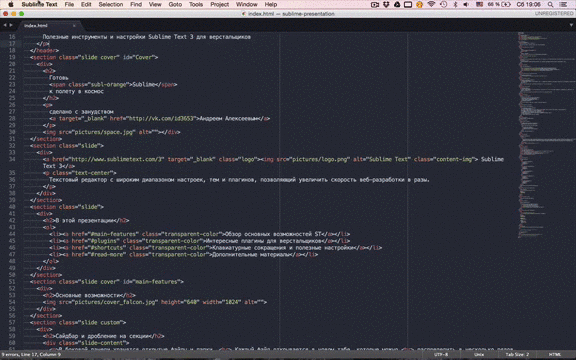 Sublime Text File Edit Selection Find View Goto Tools Project Window Help 68 % Сб 19:06
index.html — sublime-presentation UNREGISTERED
index.html
16 Полезные инструменты и настройки Sublime Text 3 для верстальщиков
17 </p>
18 </header>
19 <section class="slide cover" id="Cover">
20 <div>
21 <h2>
22 Готовь
23 <span class="subl-orange">Sublime</span>
24 к полету в космос
25 </h2>
26 <p>
27 сделано с занудством
28 <a target="_blank" href="http://vk.com/id3653">Андреем Алексеевым</a>
29 </p>
30 <img src="pictures/space.jpg" alt=""></div>
31 </section>
32 <section class="slide">
33 <div>
34 <a href="http://www.sublimetext.com/3" target="_blank" class="logo"><img src="pictures/logo.png" alt="Sublime Text" class="content-img"> Sublime
Text 3</a>
35 <p class="text-center">
36 Текстовый редактор с широким диапазоном настроек, тем и плагинов, позволяющий увеличить скорость веб-разработки в разы.
37 </p>
38 </div>
39 </section>
40 <section class="slide">
41 <div>
42 <h2>В этой презентации</h2>
43 <ol>
44 <li><a href="#main-features" class="transparent-color">Обзор основных возможностей ST</a></li>
45 <li><a href="#plugins" class="transparent-color">Интересные плагины для верстальщиков</a></li>
46 <li><a href="#shortcuts" class="transparent-color">Клавиатурные сокращения и полезные настройки</a></li>
47 <li><a href="#read-more" class="transparent-color">Дополнительные материалы</a></li>
48 </ol>
49 </div>
50 </section>
51 <section class="slide cover" id="main-features">
52 <div>
53 <h2>Основные возможности</h2>
54 <img src="pictures/cover_falcon.jpg" height="640" width="1024" alt="">
55 </div>
56 </section>
57 <section class="slide custom">
58 <div>
59 <h2>Сайдбар и дробление на секции</h2>
60 <div class="slide-content">
9 errors, Line 17, Column 9 UTF-8 Unix Tab Size: 2 HTML